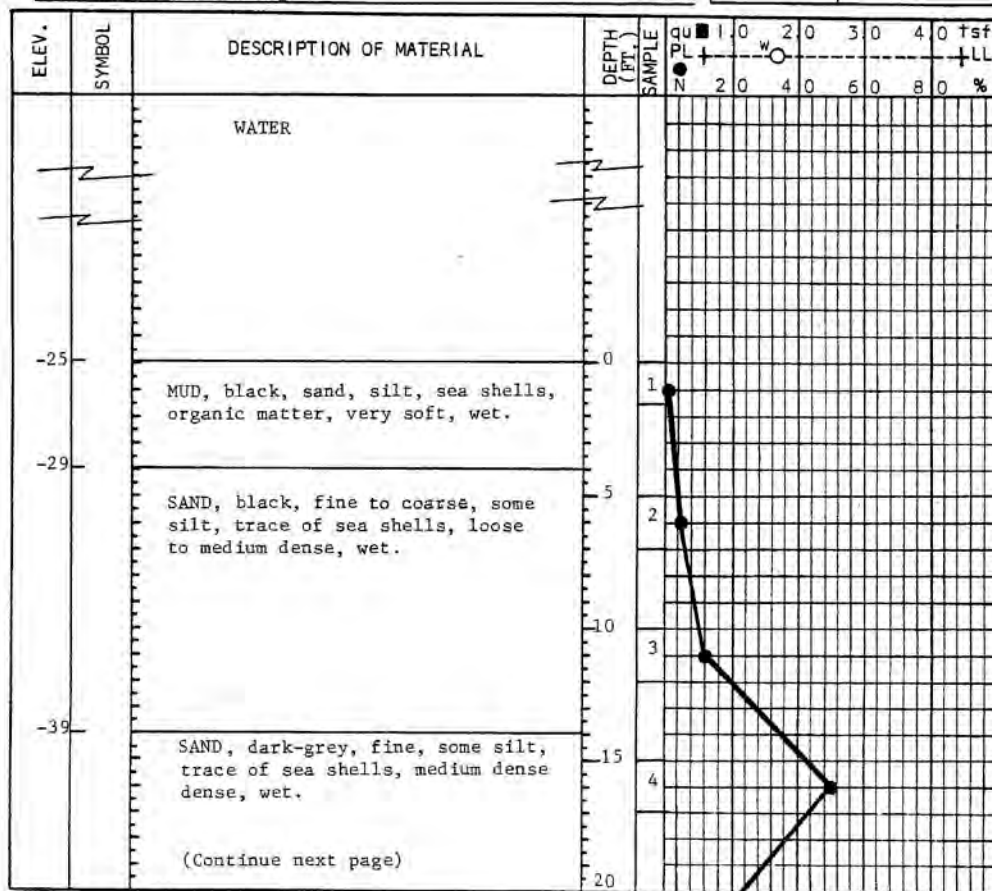 ELEV.
SYMBOL
DESCRIPTION OF MATERIAL
DEPTH (FT.)
SAMPLE
qu ■ 1.0 2.0 3.0 4.0 tsf
PL W LL
N 20 40 60 80 %
WATER
-25
0
MUD, black, sand, silt, sea shells,
organic matter, very soft, wet.
1
-29
SAND, black, fine to coarse, some
silt, trace of sea shells, loose
to medium dense, wet.
5
2
10
3
-39
SAND, dark-grey, fine, some silt,
trace of sea shells, medium dense
dense, wet.
15
4
(Continue next page)
20